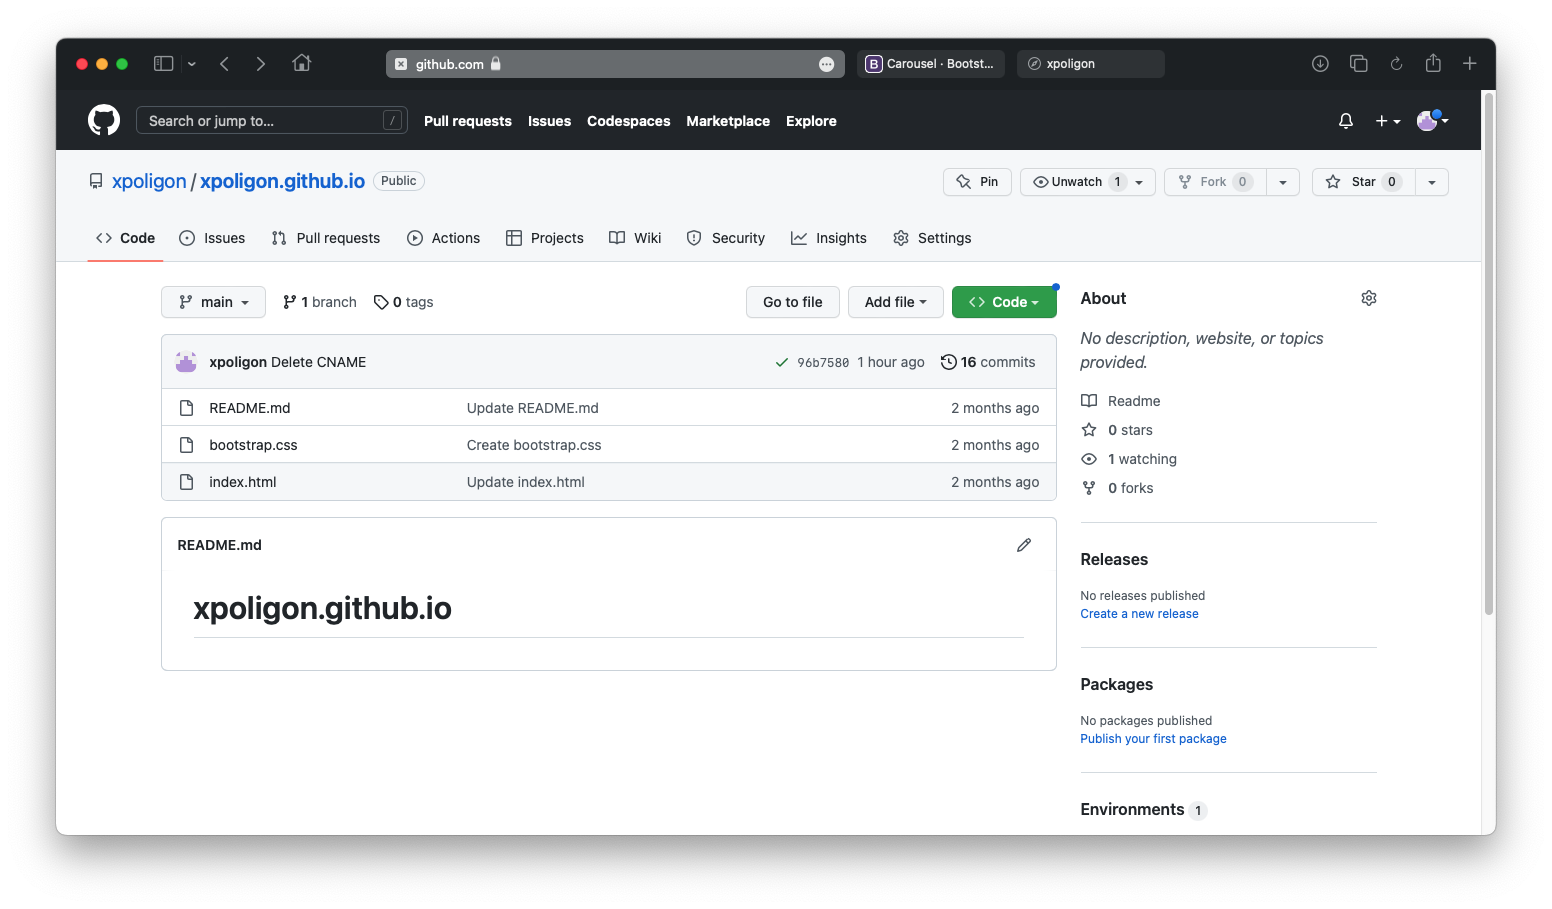 github.com
B Carousel · Bootst...
xpoligon
Search or jump to... /
Pull requests Issues Codespaces Marketplace Explore
xpoligon / xpoligon.github.io Public
Pin
Unwatch 1
Fork 0
Star 0
Code Issues Pull requests Actions Projects Wiki Security Insights Settings
main
1 branch
0 tags
Go to file
Add file
Code
xpoligon Delete CNAME
96b7580 1 hour ago
16 commits
README.md Update README.md 2 months ago
bootstrap.css Create bootstrap.css 2 months ago
index.html Update index.html 2 months ago
README.md
xpoligon.github.io
About
No description, website, or topics
provided.
Readme
0 stars
1 watching
0 forks
Releases
No releases published
Create a new release
Packages
No packages published
Publish your first package
Environments 1